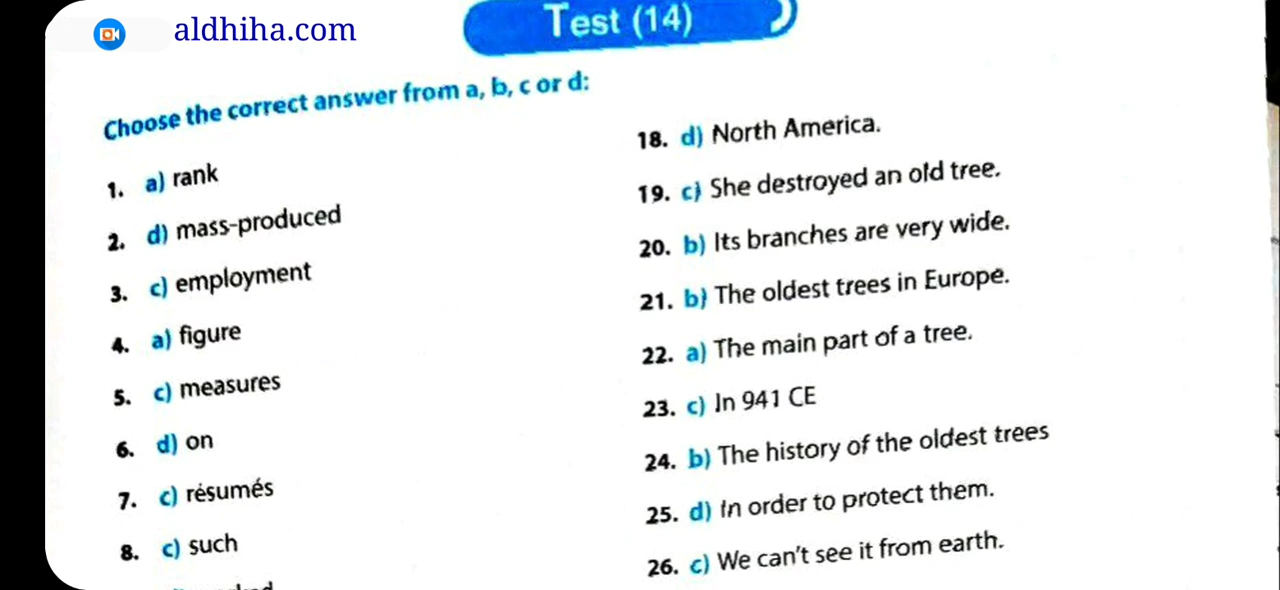 aldhiha.com
Test (14)
Choose the correct answer from a, b, c or d:
1. a) rank
2. d) mass-produced
3. c) employment
4. a) figure
5. c) measures
6. d) on
7. c) résumés
8. c) such
18. d) North America.
19. c) She destroyed an old tree.
20. b) Its branches are very wide.
21. b) The oldest trees in Europe.
22. a) The main part of a tree.
23. c) In 941 CE
24. b) The history of the oldest trees
25. d) In order to protect them.
26. c) We can't see it from earth.